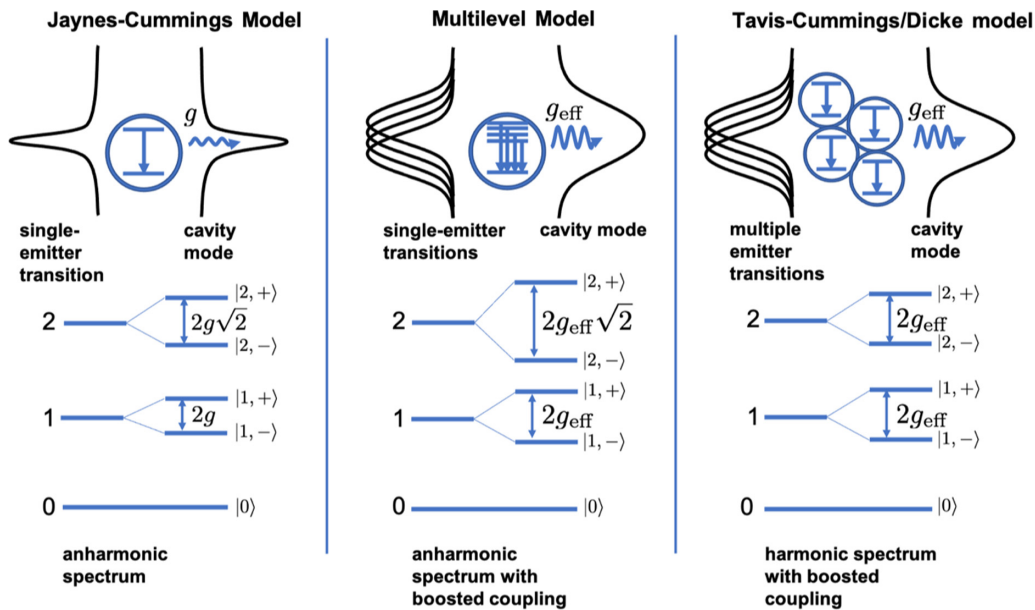 Jaynes-Cummings Model
g
single-
emitter
transition
cavity
mode
2
|2, +⟩
2g√2
|2, −⟩
1
|1, +⟩
2g
|1, −⟩
0
|0⟩
anharmonic
spectrum
Multilevel Model
g_eff
single-emitter
transitions
cavity mode
2
|2, +⟩
2g_eff √2
|2, −⟩
1
|1, +⟩
2g_eff
|1, −⟩
0
|0⟩
anharmonic
spectrum with
boosted coupling
Tavis-Cummings/Dicke model
g_eff
multiple
emitter
transitions
cavity
mode
2
|2, +⟩
2g_eff
|2, −⟩
1
|1, +⟩
2g_eff
|1, −⟩
0
|0⟩
harmonic spectrum
with boosted
coupling